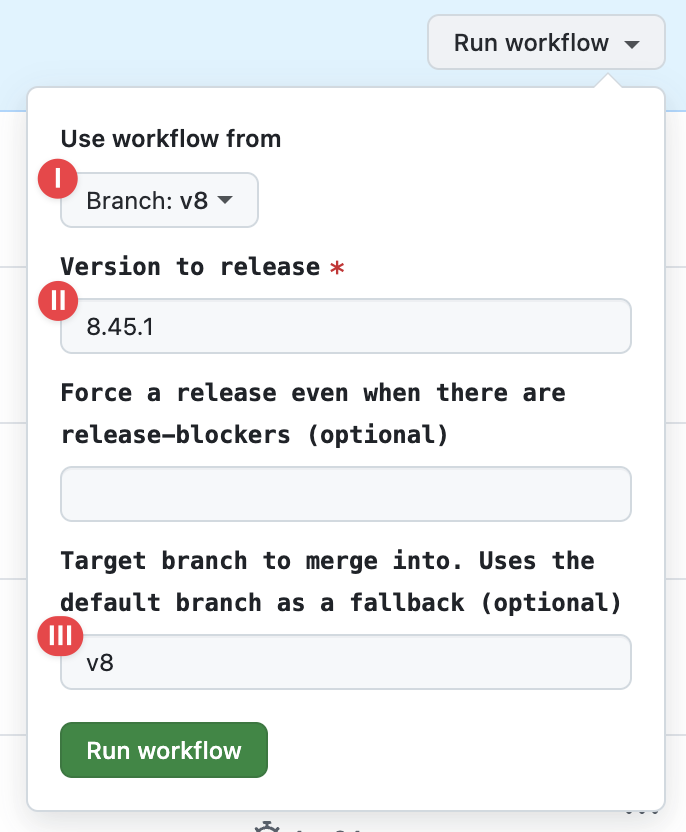 Run workflow
Use workflow from
I
Branch: v8
Version to release *
II
8.45.1
Force a release even when there are
release-blockers (optional)
Target branch to merge into. Uses the
default branch as a fallback (optional)
III
v8
Run workflow